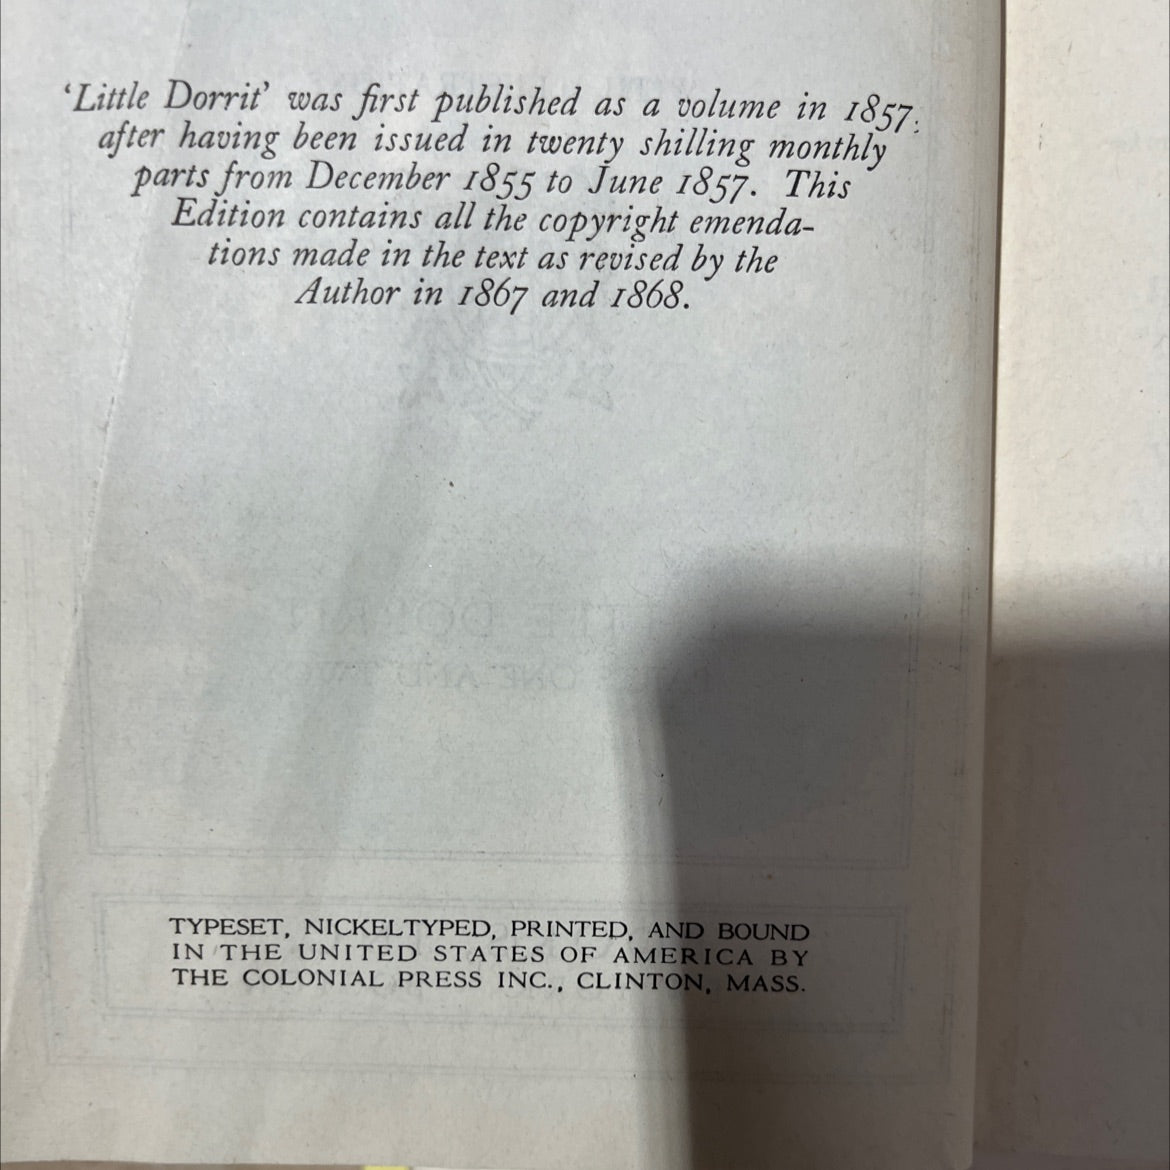 ‘Little Dorrit’ was first published as a volume in 1857;
after having been issued in twenty shilling monthly
parts from December 1855 to June 1857. This
Edition contains all the copyright emenda-
tions made in the text as revised by the
Author in 1867 and 1868.
TYPESET, NICKELTYPED, PRINTED, AND BOUND
IN THE UNITED STATES OF AMERICA BY
THE COLONIAL PRESS INC., CLINTON, MASS.